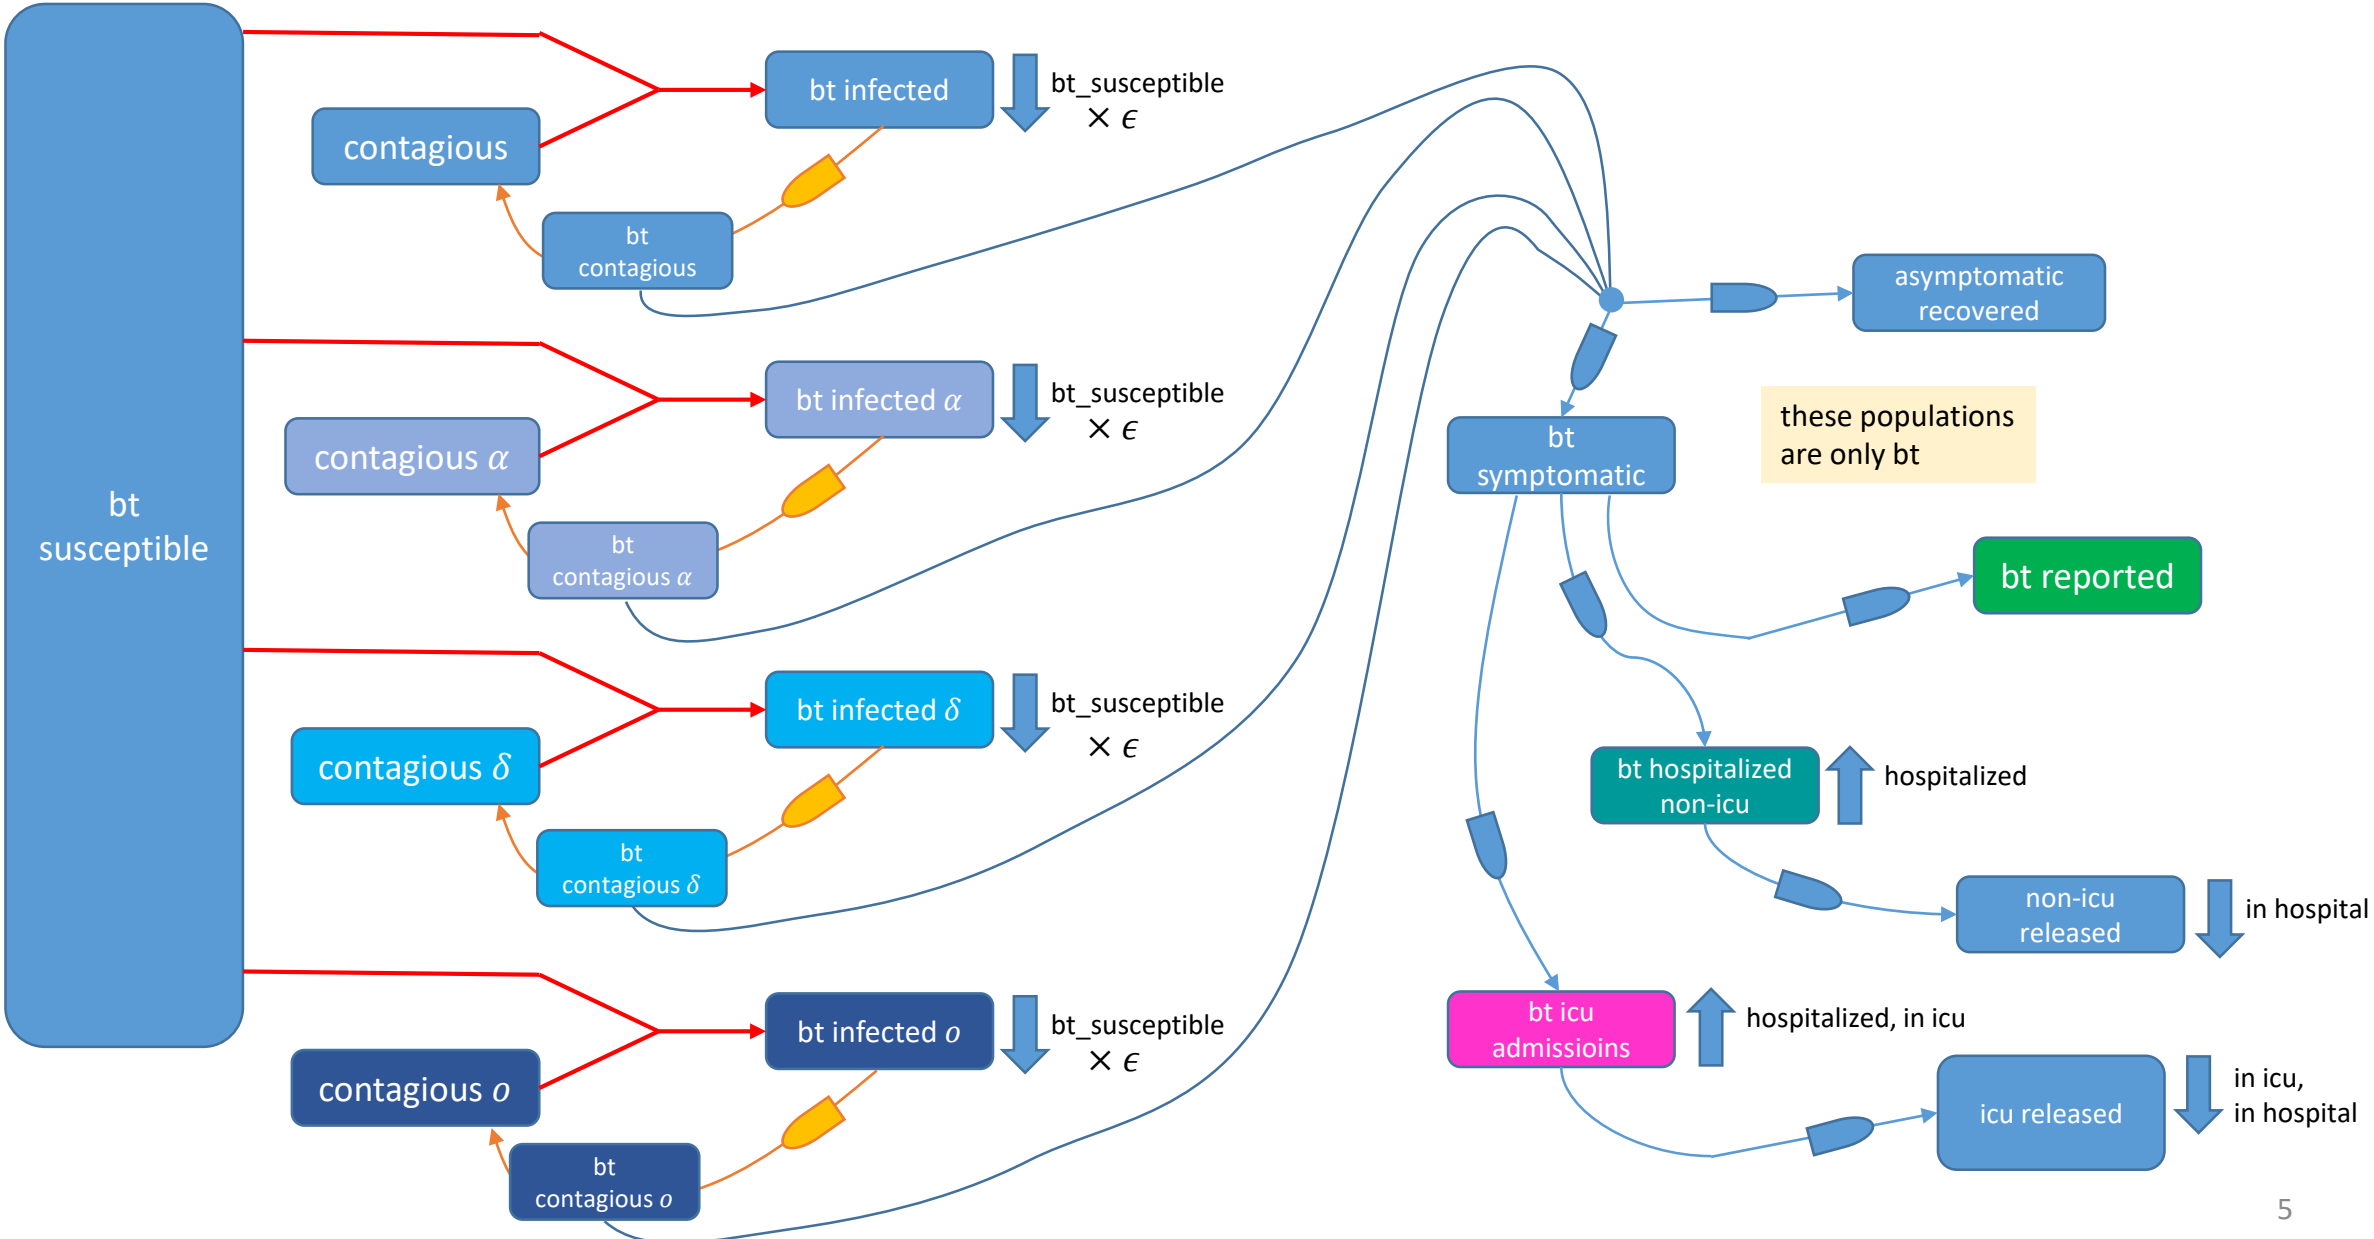 bt
susceptible
contagious
bt infected
bt_susceptible
× ϵ
bt
contagious
contagious α
bt infected α
bt_susceptible
× ϵ
bt
contagious α
contagious δ
bt infected δ
bt_susceptible
× ϵ
bt
contagious δ
contagious o
bt infected o
bt_susceptible
× ϵ
bt
contagious o
asymptomatic
recovered
these populations
are only bt
bt
symptomatic
bt reported
bt hospitalized
non-icu
hospitalized
non-icu
released
in hospital
bt icu
admissioins
hospitalized, in icu
icu released
in icu,
in hospital
5